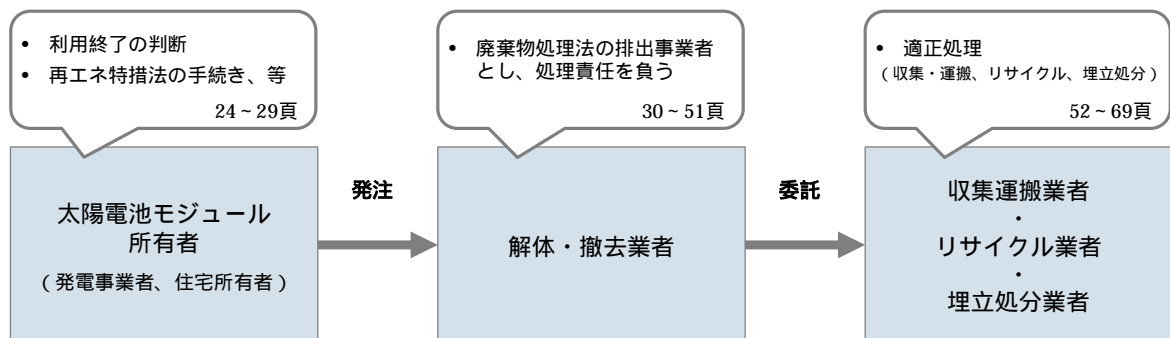 • 利用終了の判断
• 再エネ特措法の手続き、等
24~29頁
• 廃棄物処理法の排出事業者
とし、処理責任を負う
30~51頁
• 適正処理
(収集・運搬、リサイクル、埋立処分)
52~69頁
太陽電池モジュール
所有者
(発電事業者、住宅所有者)
発注
解体・撤去業者
委託
収集運搬業者
・
リサイクル業者
・
埋立処分業者